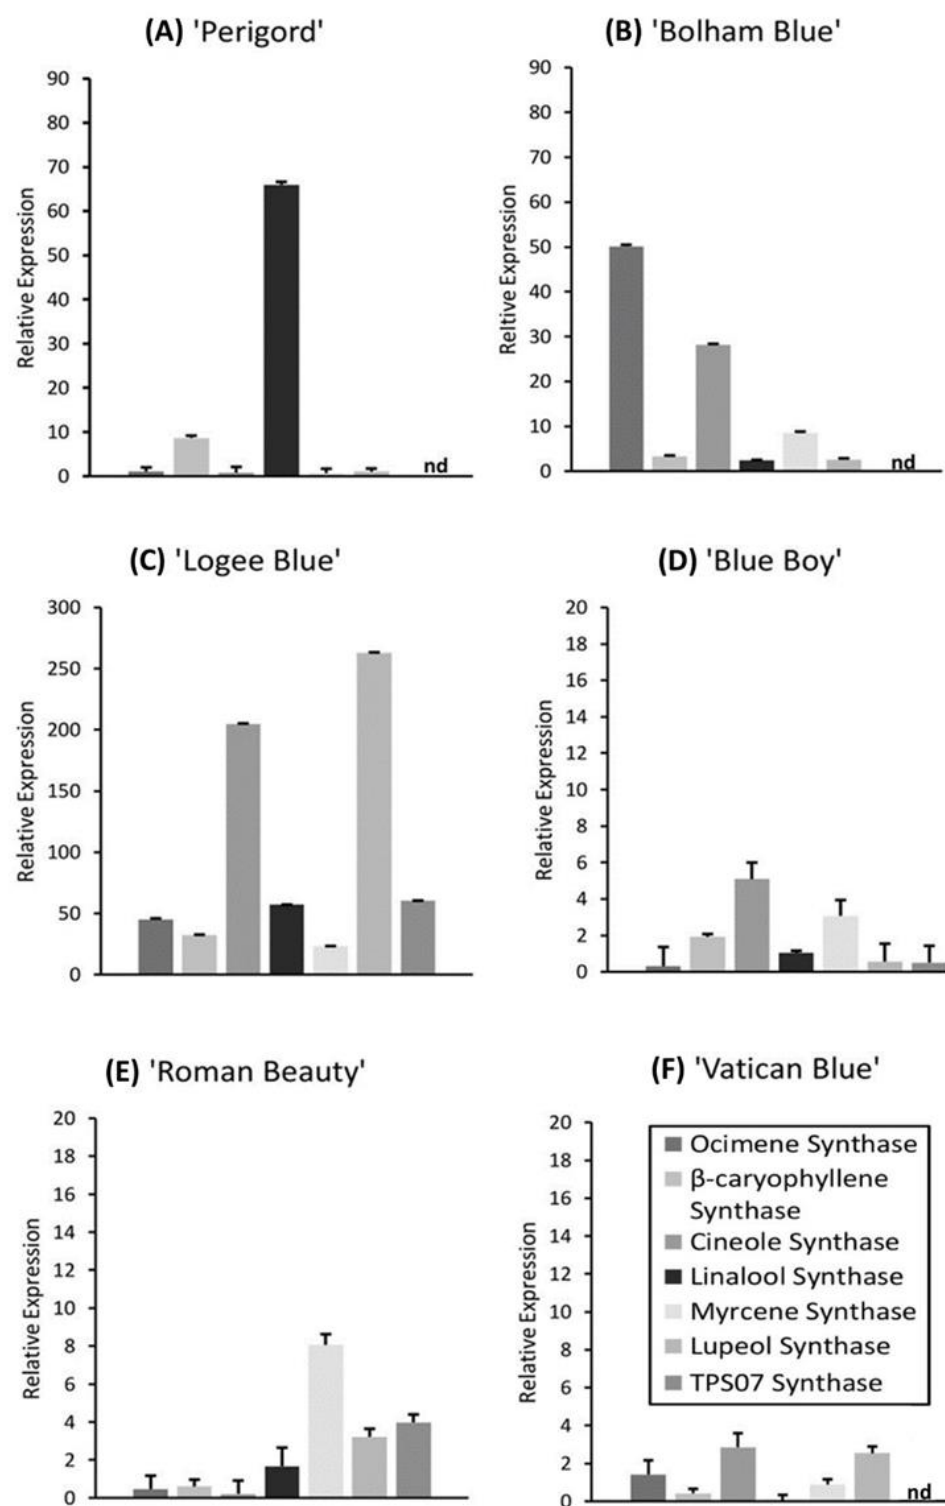 (A) 'Perigord'
90
80
70
60
50
40
30
20
10
0
Relative Expression
nd
(B) 'Bolham Blue'
90
80
70
60
50
40
30
20
10
0
Reltive Expression
nd
(C) 'Logee Blue'
300
250
200
150
100
50
0
Relative Expression
(D) 'Blue Boy'
20
18
16
14
12
10
8
6
4
2
0
Relative Expression
(E) 'Roman Beauty'
20
18
16
14
12
10
8
6
4
2
0
Relative Expression
(F) 'Vatican Blue'
20
18
16
14
12
10
8
6
4
2
0
Relative Expression
Ocimene Synthase
β-caryophyllene
Synthase
Cineole Synthase
Linalool Synthase
Myrcene Synthase
Lupeol Synthase
TPS07 Synthase
nd